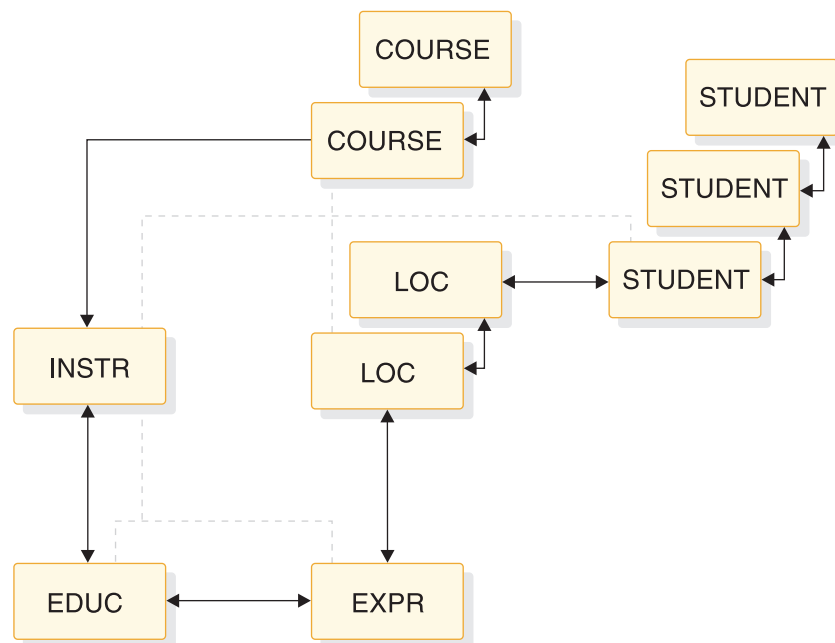 COURSE
STUDENT
COURSE
STUDENT
LOC
STUDENT
INSTR
LOC
EDUC
EXPR